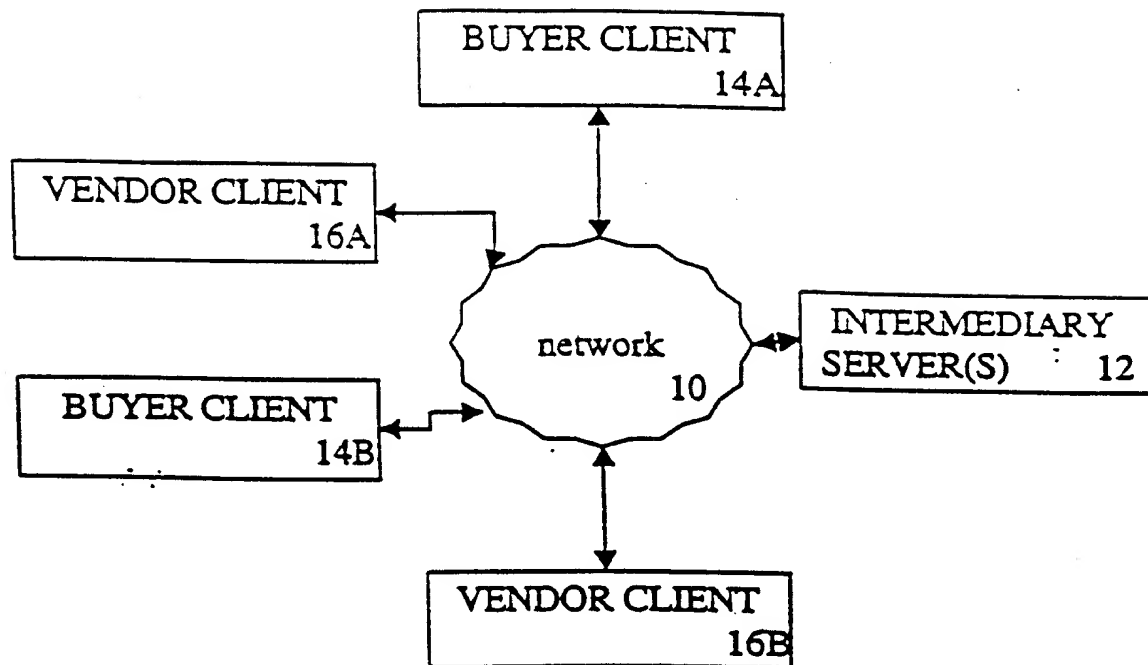 BUYER CLIENT
14A
VENDOR CLIENT
16A
network
10
INTERMEDIARY
SERVER(S) 12
BUYER CLIENT
14B
VENDOR CLIENT
16B